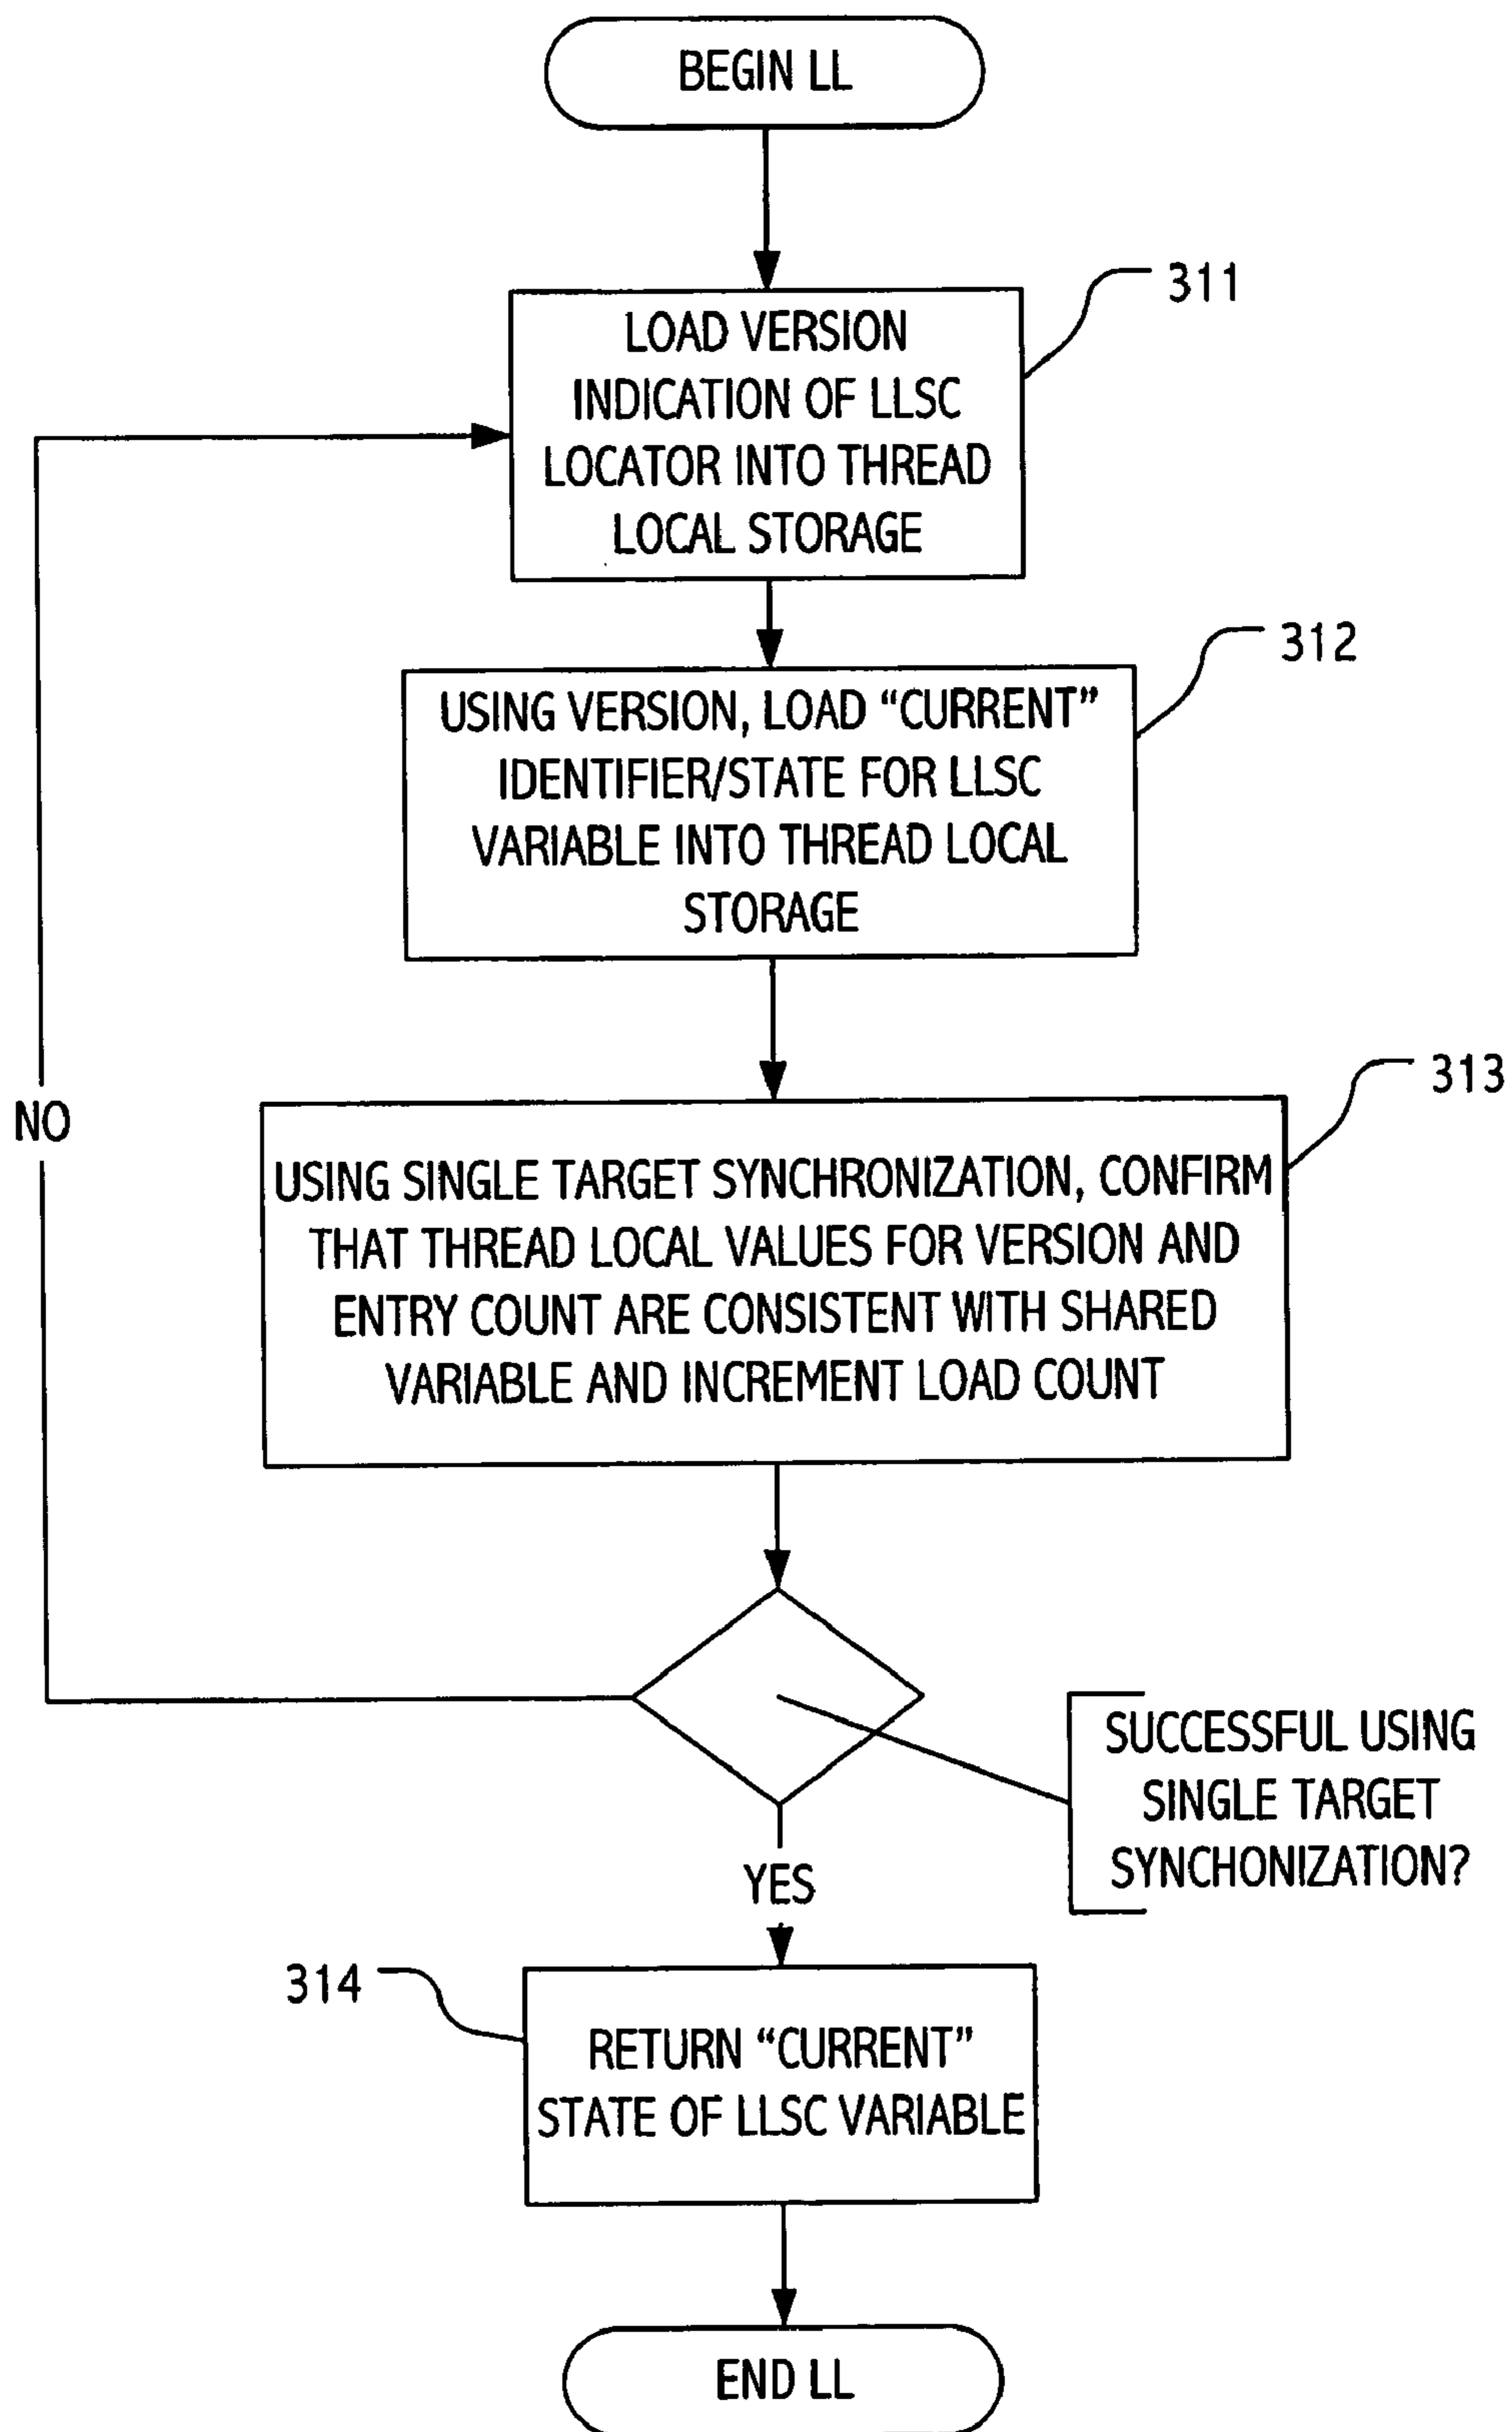 BEGIN LL
311
LOAD VERSION
INDICATION OF LLSC
LOCATOR INTO THREAD
LOCAL STORAGE
312
USING VERSION, LOAD “CURRENT”
IDENTIFIER/STATE FOR LLSC
VARIABLE INTO THREAD LOCAL
STORAGE
313
USING SINGLE TARGET SYNCHRONIZATION, CONFIRM
THAT THREAD LOCAL VALUES FOR VERSION AND
ENTRY COUNT ARE CONSISTENT WITH SHARED
VARIABLE AND INCREMENT LOAD COUNT
NO
SUCCESSFUL USING
SINGLE TARGET
SYNCHONIZATION?
YES
314
RETURN “CURRENT”
STATE OF LLSC VARIABLE
END LL